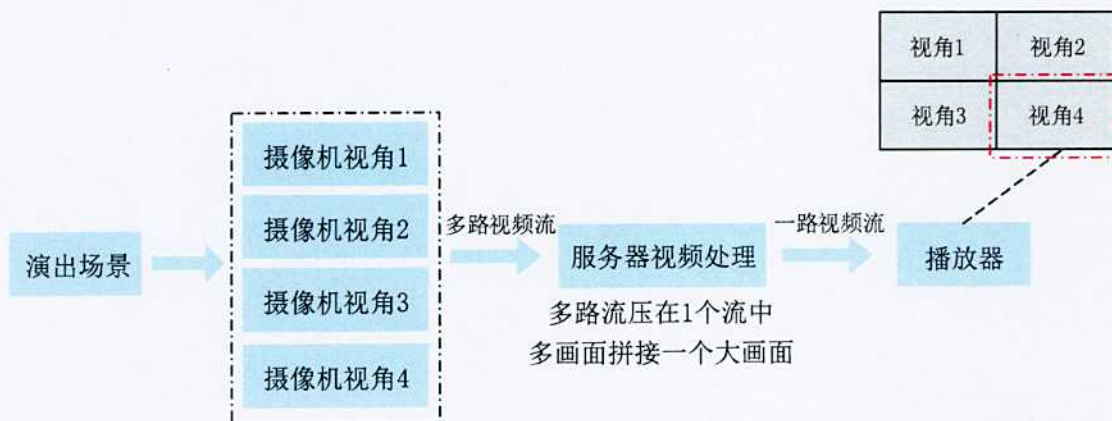 视角1
视角2
视角3
视角4
摄像机视角1
摄像机视角2
摄像机视角3
摄像机视角4
演出场景
多路视频流
服务器视频处理
多路流压在1个流中
多画面拼接一个大画面
一路视频流
播放器